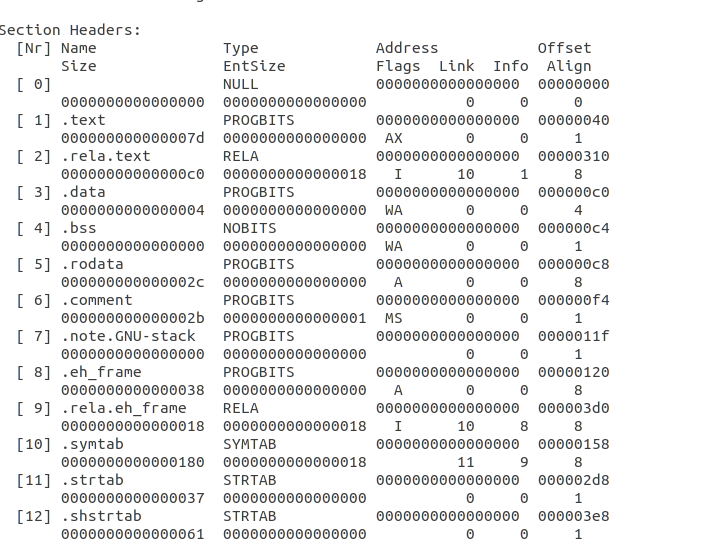 Section Headers:
  [Nr] Name              Type             Address           Offset
       Size              EntSize          Flags  Link  Info  Align
  [ 0]                   NULL             0000000000000000  00000000
       0000000000000000  0000000000000000           0     0     0
  [ 1] .text             PROGBITS         0000000000000000  00000040
       000000000000007d  0000000000000000  AX       0     0     1
  [ 2] .rela.text        RELA             0000000000000000  00000310
       00000000000000c0  0000000000000018   I      10     1     8
  [ 3] .data             PROGBITS         0000000000000000  000000c0
       0000000000000004  0000000000000000  WA       0     0     4
  [ 4] .bss              NOBITS           0000000000000000  000000c4
       0000000000000000  0000000000000000  WA       0     0     1
  [ 5] .rodata           PROGBITS         0000000000000000  000000c8
       000000000000002c  0000000000000000   A       0     0     8
  [ 6] .comment          PROGBITS         0000000000000000  000000f4
       000000000000002b  0000000000000001  MS       0     0     1
  [ 7] .note.GNU-stack   PROGBITS         0000000000000000  0000011f
       0000000000000000  0000000000000000           0     0     1
  [ 8] .eh_frame         PROGBITS         0000000000000000  00000120
       0000000000000038  0000000000000000   A       0     0     8
  [ 9] .rela.eh_frame    RELA             0000000000000000  000003d0
       0000000000000018  0000000000000018   I      10     8     8
  [10] .symtab           SYMTAB           0000000000000000  00000158
       0000000000000180  0000000000000018          11     9     8
  [11] .strtab           STRTAB           0000000000000000  000002d8
       0000000000000037  0000000000000000           0     0     1
  [12] .shstrtab         STRTAB           0000000000000000  000003e8
       0000000000000061  0000000000000000           0     0     1